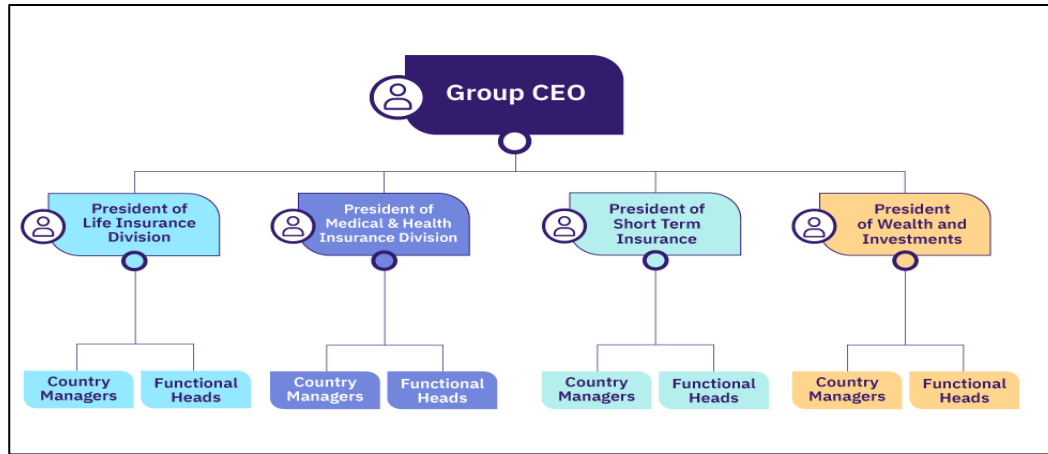 Group CEO
President of
Life Insurance
Division
President of
Medical & Health
Insurance Division
President of
Short Term
Insurance
President
of Wealth and
Investments
Country
Managers
Functional
Heads
Country
Managers
Functional
Heads
Country
Managers
Functional
Heads
Country
Managers
Functional
Heads